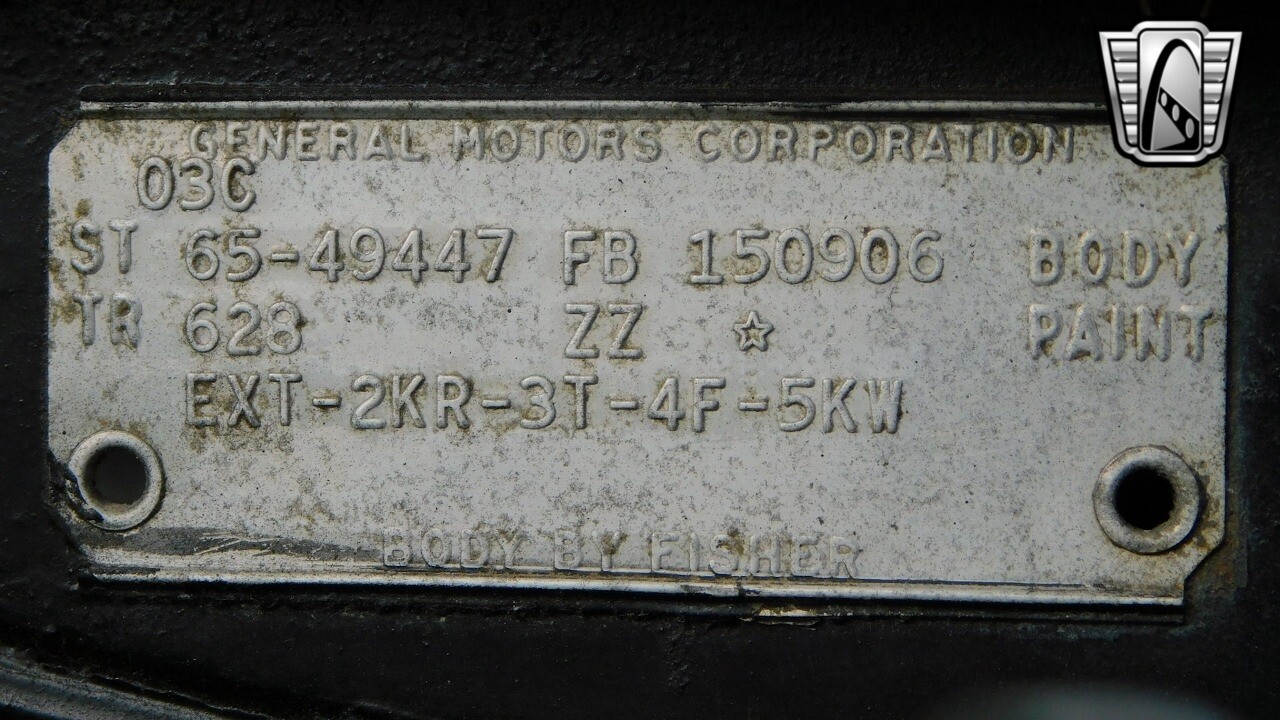 GENERAL MOTORS CORPORATION
03C
ST 65-49447 FB 150906 BODY
TR 628 ZZ ☆ PAINT
EXT-2KR-3T-4F-5KW
BODY BY FISHER